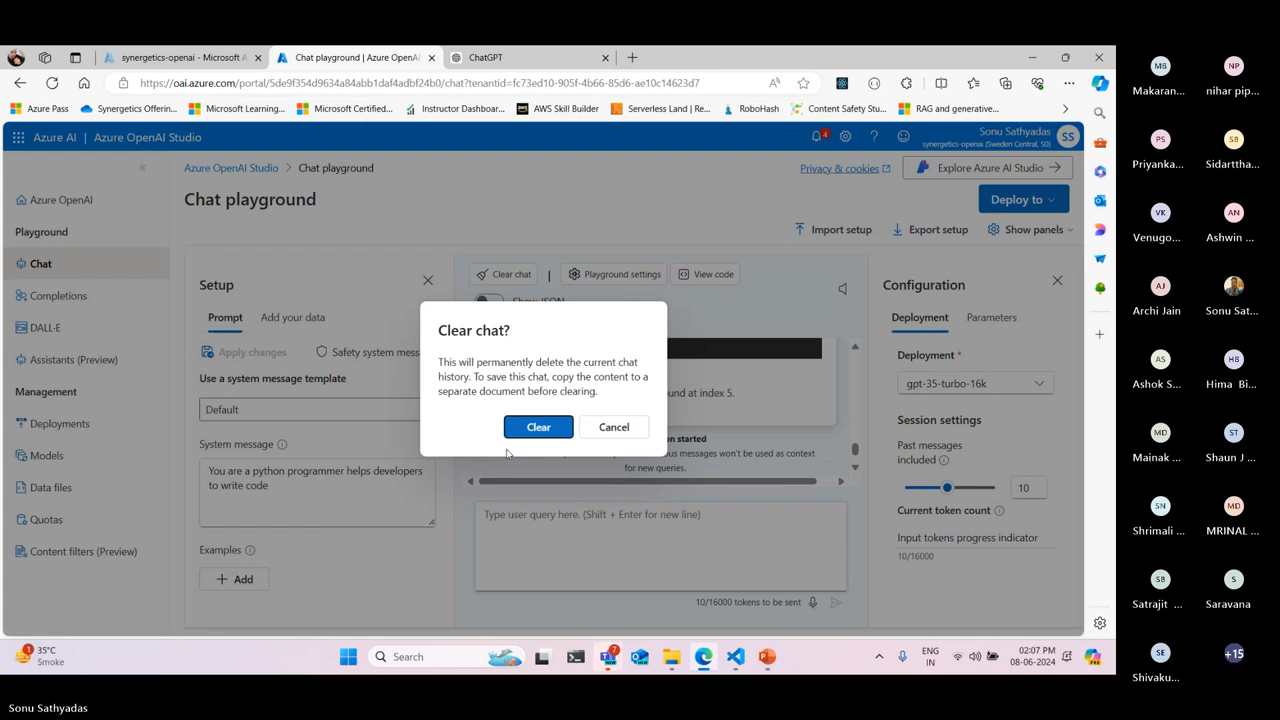 synergetics-openai - Microsoft A
Chat playground | Azure OpenAI
ChatGPT
https://oai.azure.com/portal/5de9f354d9634a84abb1daf4adbf24b0/chat?tenantid=fc73ed10-905f-4b66-85d6-ae10c14623d7
Azure Pass
Synergetics Offerin...
Microsoft Learning...
Microsoft Certified...
Instructor Dashboar...
AWS Skill Builder
Serverless Land | Re...
RoboHash
Content Safety Stu...
RAG and generative...
Azure AI | Azure OpenAI Studio
4
Sonu Sathyadas
synergetics-openai (Sweden Central, S0)
SS
Azure OpenAI Studio > Chat playground
Privacy & cookies
Explore Azure AI Studio
Chat playground
Deploy to
Import setup
Export setup
Show panels
Azure OpenAI
Playground
Chat
Completions
DALL-E
Assistants (Preview)
Management
Deployments
Models
Data files
Quotas
Content filters (Preview)
Setup
Prompt
Add your data
Apply changes
Safety system mess
Use a system message template
Default
System message
You are a python programmer helps developers
to write code
Examples
Add
Clear chat
Playground settings
View code
Show JSON
Clear chat?
This will permanently delete the current chat
history. To save this chat, copy the content to a
separate document before clearing.
Clear
Cancel
und at index 5.
on started
us messages won't be used as context
for new queries.
Type user query here. (Shift + Enter for new line)
10/16000 tokens to be sent
Configuration
Deployment
Parameters
Deployment *
gpt-35-turbo-16k
Session settings
Past messages
included
10
Current token count
Input tokens progress indicator
10/16000
1
35°C
Smoke
Search
7
ENG
IN
02:07 PM
08-06-2024
MB
Makaran...
NP
nihar pip...
PS
Priyanka...
SB
Sidarttha...
VK
Venugo...
AN
Ashwin ...
AJ
Archi Jain
Sonu Sat...
AS
Ashok S...
HB
Hima Bi...
MD
Mainak ...
ST
Shaun J ...
SN
Shrimali ...
MD
MRINAL ...
SB
Satrajit ...
S
Saravana
SE
Shivaku...
+15
Sonu Sathyadas